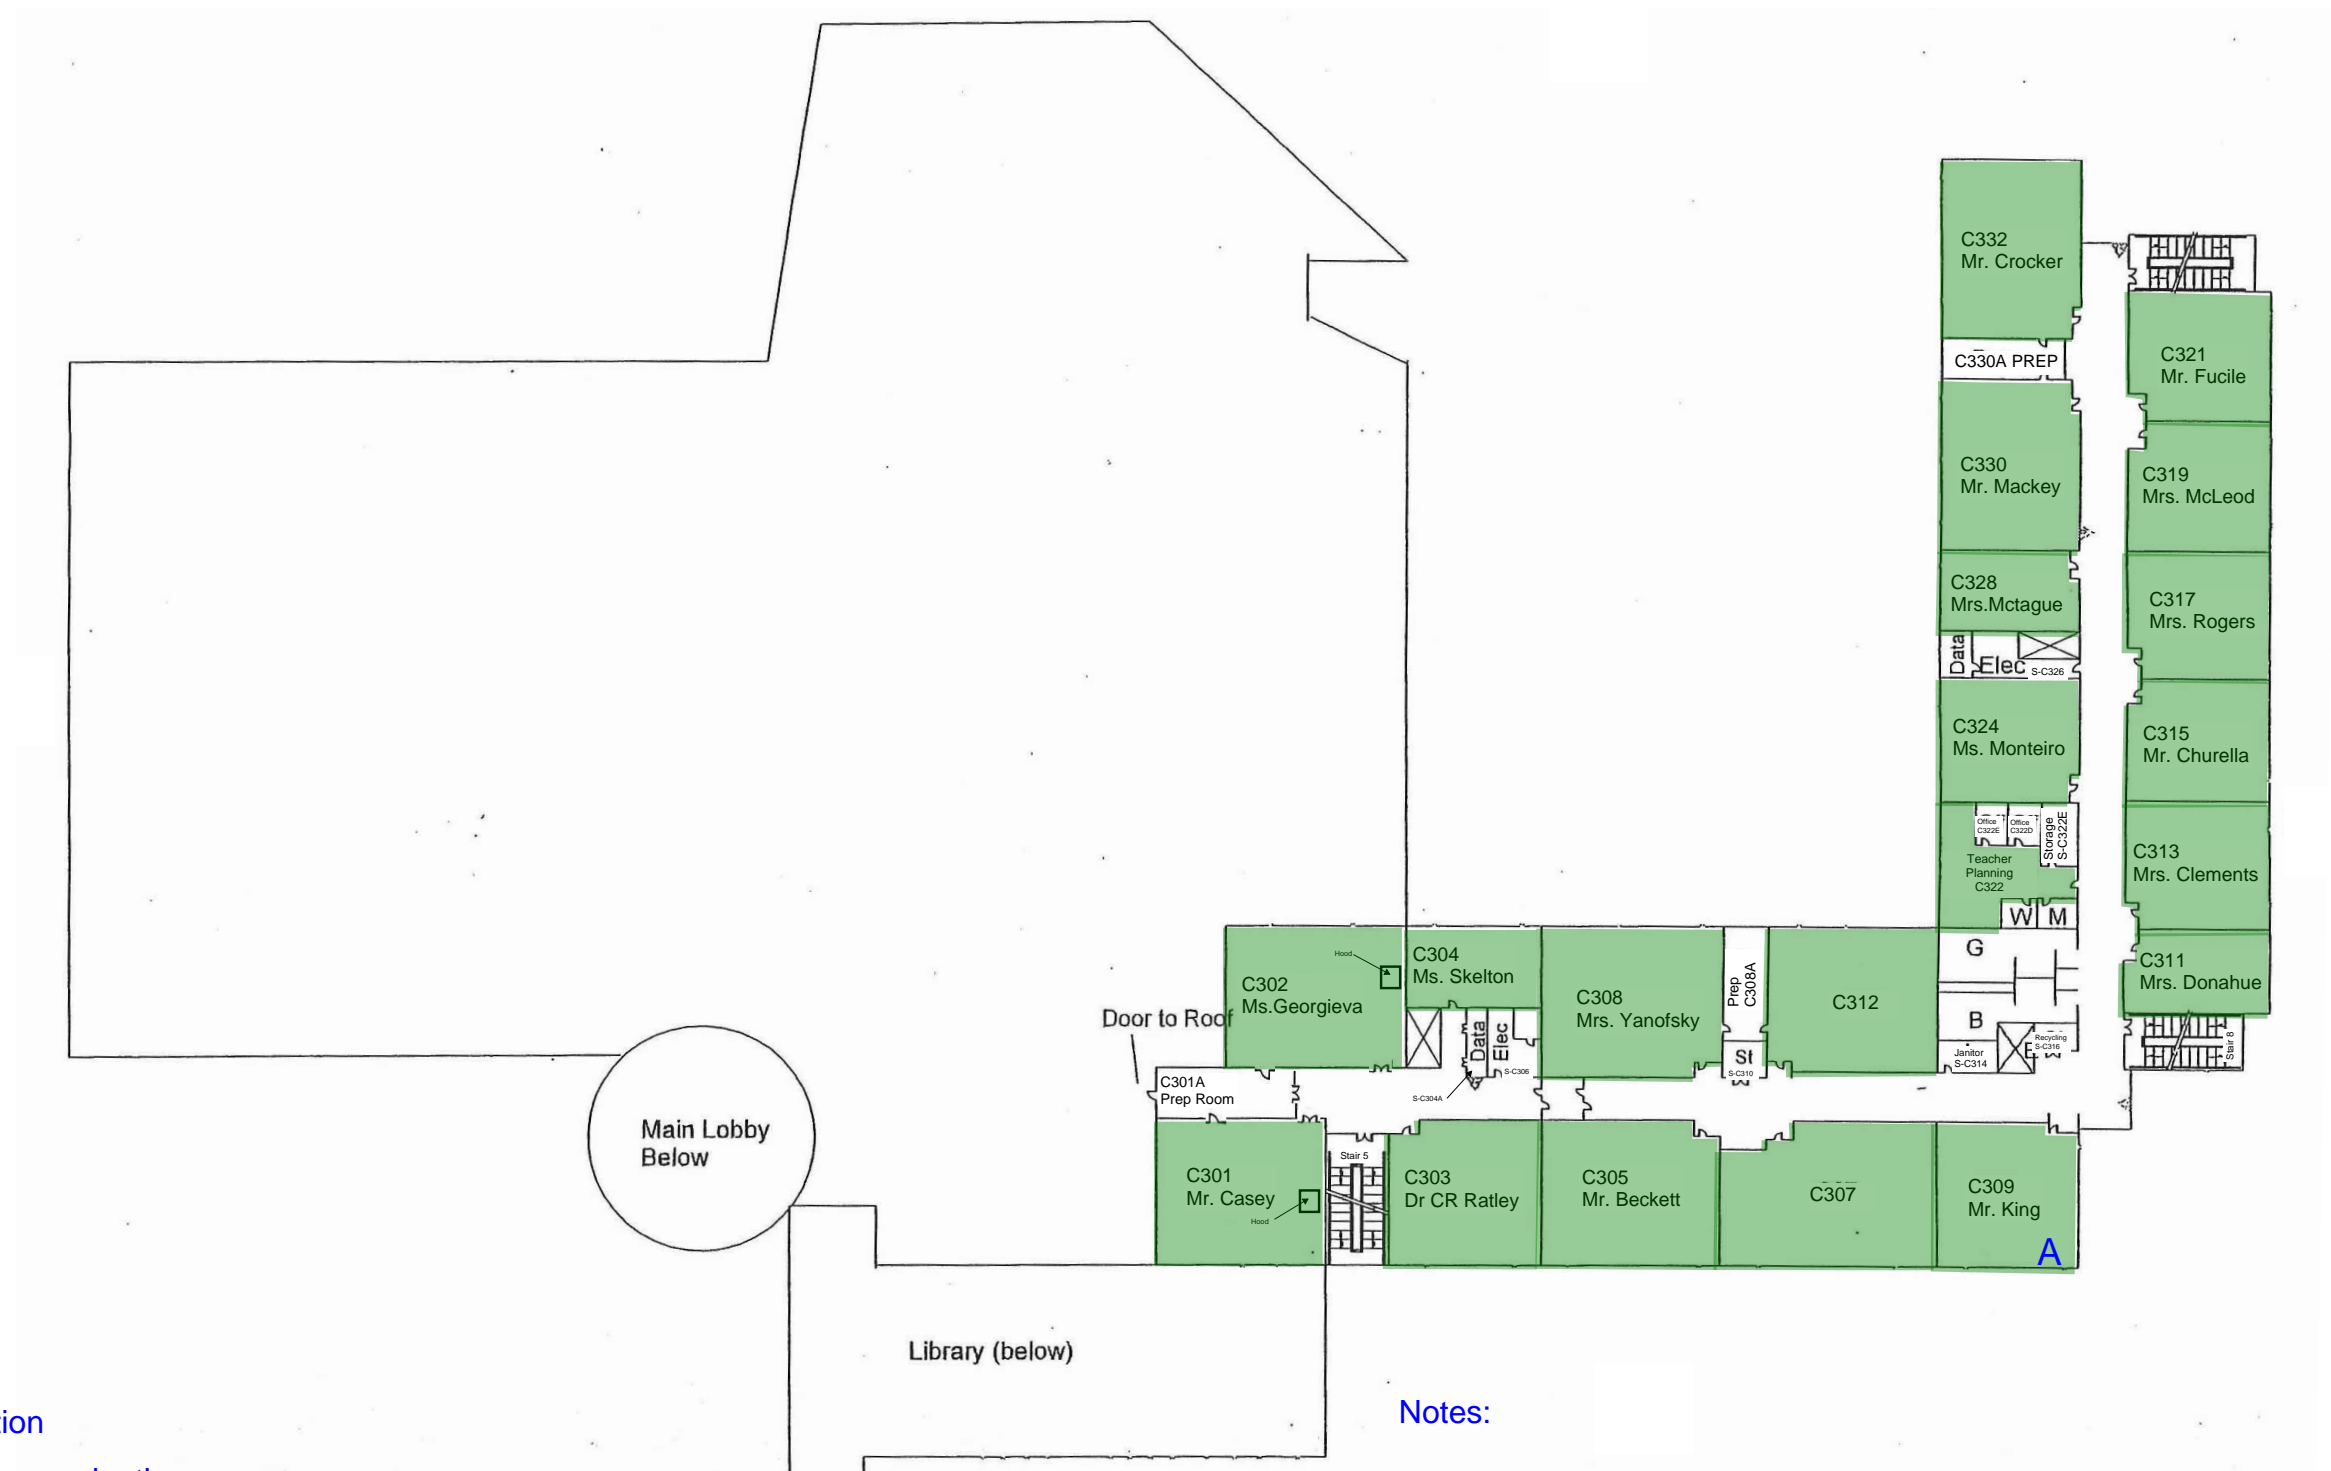 C332
Mr. Crocker
C330A PREP
C321
Mr. Fucile
C330
Mr. Mackey
C319
Mrs. McLeod
C328
Mrs.Mctague
C317
Mrs. Rogers
Data
Elec
S-C326
C324
Ms. Monteiro
C315
Mr. Churella
Office
C322E
Office
C322D
Storage
S-C322E
Teacher
Planning
C322
C313
Mrs. Clements
W
M
G
C311
Mrs. Donahue
Hood
C304
Ms. Skelton
C302
Ms.Georgieva
C308
Mrs. Yanofsky
Prep
C308A
C312
Door to Roof
B
Data
Elec
S-C306
St
S-C310
Janitor
S-C314
E
Recycling
S-C316
Stair 8
C301A
Prep Room
S-C304A
Main Lobby
Below
Stair 5
C301
Mr. Casey
Hood
C303
Dr CR Ratley
C305
Mr. Beckett
C307
C309
Mr. King
A
Library (below)
Notes:
tion